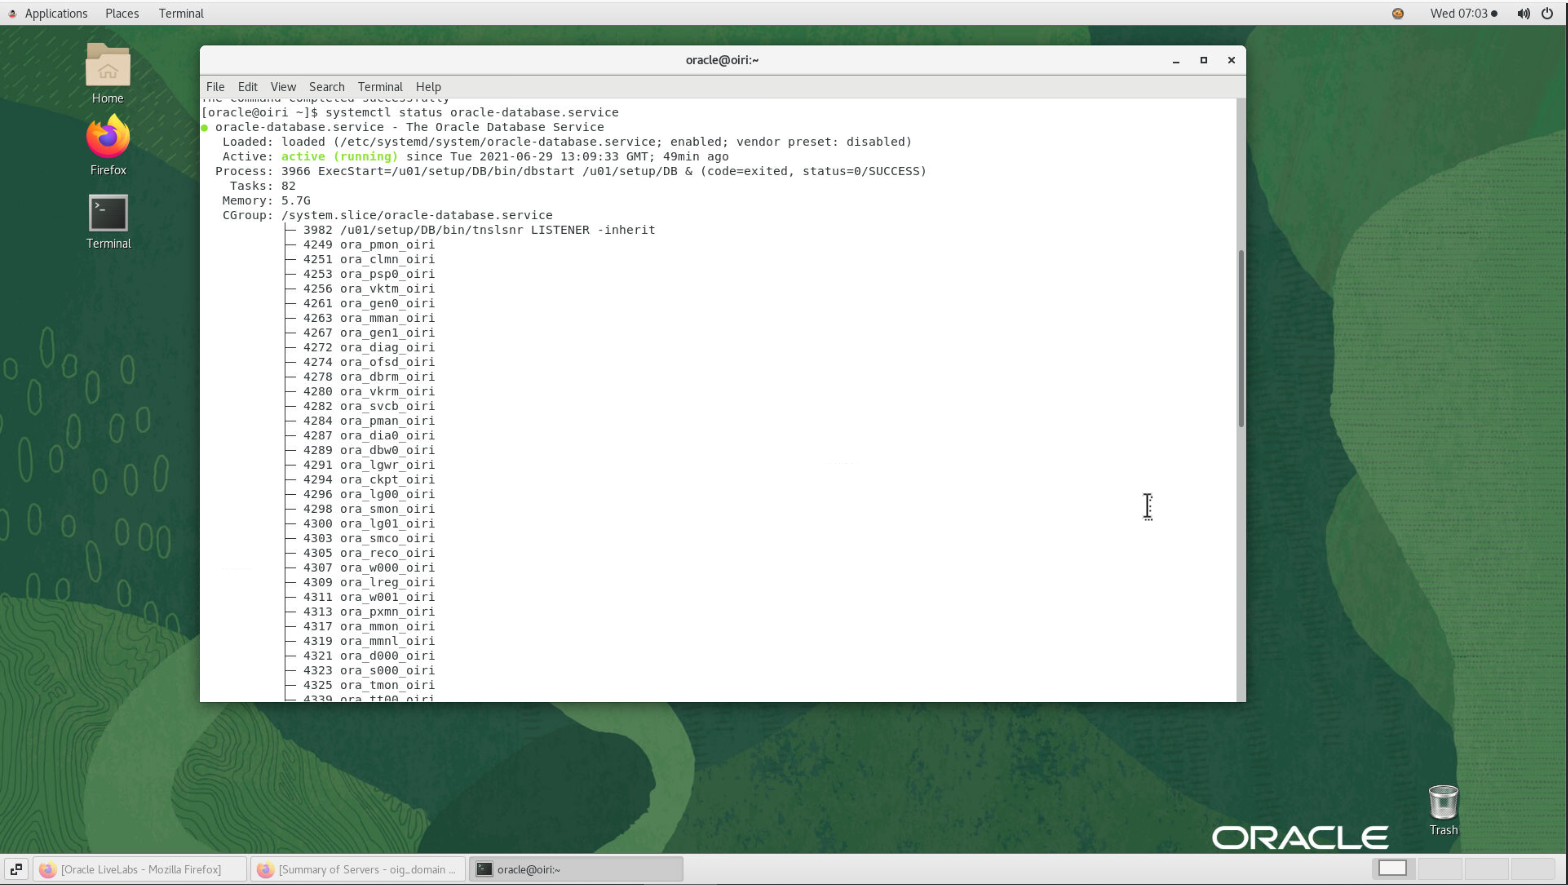 Applications Places Terminal
Wed 07:03
Home
Firefox
Terminal
oracle@oiri:~
File Edit View Search Terminal Help
The command completed successfully
[oracle@oiri ~]$ systemctl status oracle-database.service
● oracle-database.service - The Oracle Database Service
Loaded: loaded (/etc/systemd/system/oracle-database.service; enabled; vendor preset: disabled)
Active: active (running) since Tue 2021-06-29 13:09:33 GMT; 49min ago
Process: 3966 ExecStart=/u01/setup/DB/bin/dbstart /u01/setup/DB & (code=exited, status=0/SUCCESS)
Tasks: 82
Memory: 5.7G
CGroup: /system.slice/oracle-database.service
├─ 3982 /u01/setup/DB/bin/tnslsnr LISTENER -inherit
├─ 4249 ora_pmon_oiri
├─ 4251 ora_clmn_oiri
├─ 4253 ora_psp0_oiri
├─ 4256 ora_vktm_oiri
├─ 4261 ora_gen0_oiri
├─ 4263 ora_mman_oiri
├─ 4267 ora_gen1_oiri
├─ 4272 ora_diag_oiri
├─ 4274 ora_ofsd_oiri
├─ 4278 ora_dbrm_oiri
├─ 4280 ora_vkrm_oiri
├─ 4282 ora_svcb_oiri
├─ 4284 ora_pman_oiri
├─ 4287 ora_dia0_oiri
├─ 4289 ora_dbw0_oiri
├─ 4291 ora_lgwr_oiri
├─ 4294 ora_ckpt_oiri
├─ 4296 ora_lg00_oiri
├─ 4298 ora_smon_oiri
├─ 4300 ora_lg01_oiri
├─ 4303 ora_smco_oiri
├─ 4305 ora_reco_oiri
├─ 4307 ora_w000_oiri
├─ 4309 ora_lreg_oiri
├─ 4311 ora_w001_oiri
├─ 4313 ora_pxmn_oiri
├─ 4317 ora_mmon_oiri
├─ 4319 ora_mmnl_oiri
├─ 4321 ora_d000_oiri
├─ 4323 ora_s000_oiri
├─ 4325 ora_tmon_oiri
├─ 4339 ora_tt00_oiri
Trash
ORACLE
[Oracle LiveLabs - Mozilla Firefox]
[Summary of Servers - oig_domain ...
oracle@oiri:~